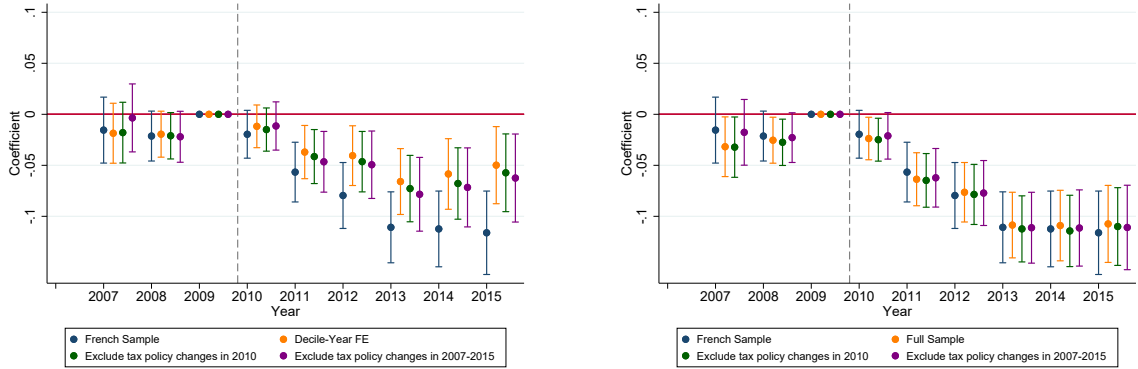 .1
.05
0
-.05
-.1
Coefficient
2007 2008 2009 2010 2011 2012 2013 2014 2015
Year
French Sample Decile-Year FE
Exclude tax policy changes in 2010 Exclude tax policy changes in 2007-2015
.1
.05
0
-.05
-.1
Coefficient
2007 2008 2009 2010 2011 2012 2013 2014 2015
Year
French Sample Full Sample
Exclude tax policy changes in 2010 Exclude tax policy changes in 2007-2015